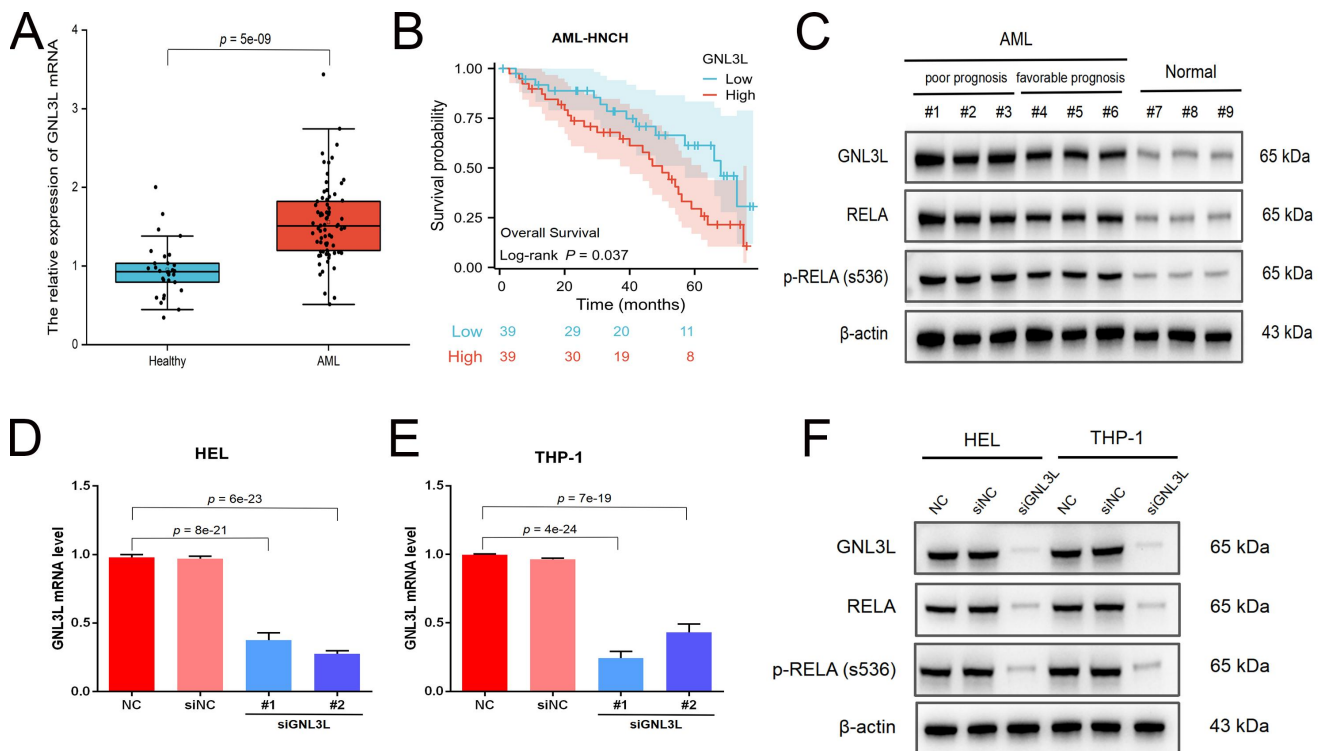 A
The relative expression of GNL3L mRNA
p = 5e-09
4
3
2
1
0
Healthy
AML
B
AML-HNCH
GNL3L
Low
High
Survival probability
1.00
0.75
0.50
0.25
0.00
Overall Survival
Log-rank P = 0.037
0
20
40
60
Time (months)
Low 39 29 20 11
High 39 30 19 8
C
AML
poor prognosis favorable prognosis Normal
#1 #2 #3 #4 #5 #6 #7 #8 #9
GNL3L 65 kDa
RELA 65 kDa
p-RELA (s536) 65 kDa
β-actin 43 kDa
D
HEL
GNL3L mRNA level
1.5
1.0
0.5
0.0
p = 6e-23
p = 8e-21
NC siNC #1 #2
siGNL3L
E
THP-1
GNL3L mRNA level
1.5
1.0
0.5
0.0
p = 7e-19
p = 4e-24
NC siNC #1 #2
siGNL3L
F
HEL THP-1
NC siNC siGNL3L NC siNC siGNL3L
GNL3L 65 kDa
RELA 65 kDa
p-RELA (s536) 65 kDa
β-actin 43 kDa